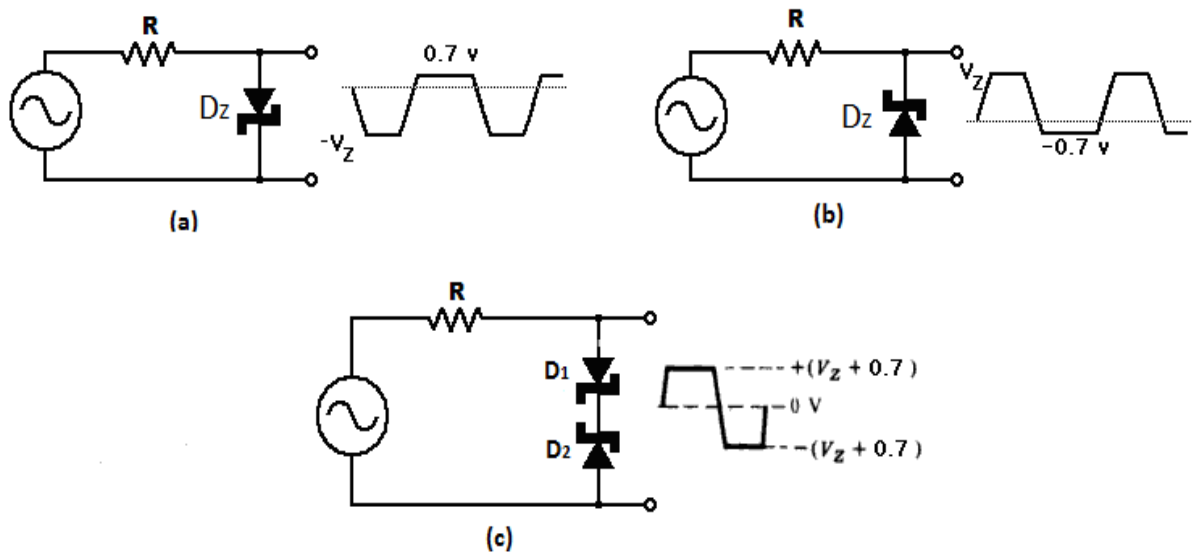 R
0.7 v
DZ
-VZ
(a)
R
VZ
DZ
-0.7 v
(b)
R
D1
D2
+(VZ + 0.7 )
0 V
-(VZ + 0.7 )
(c)